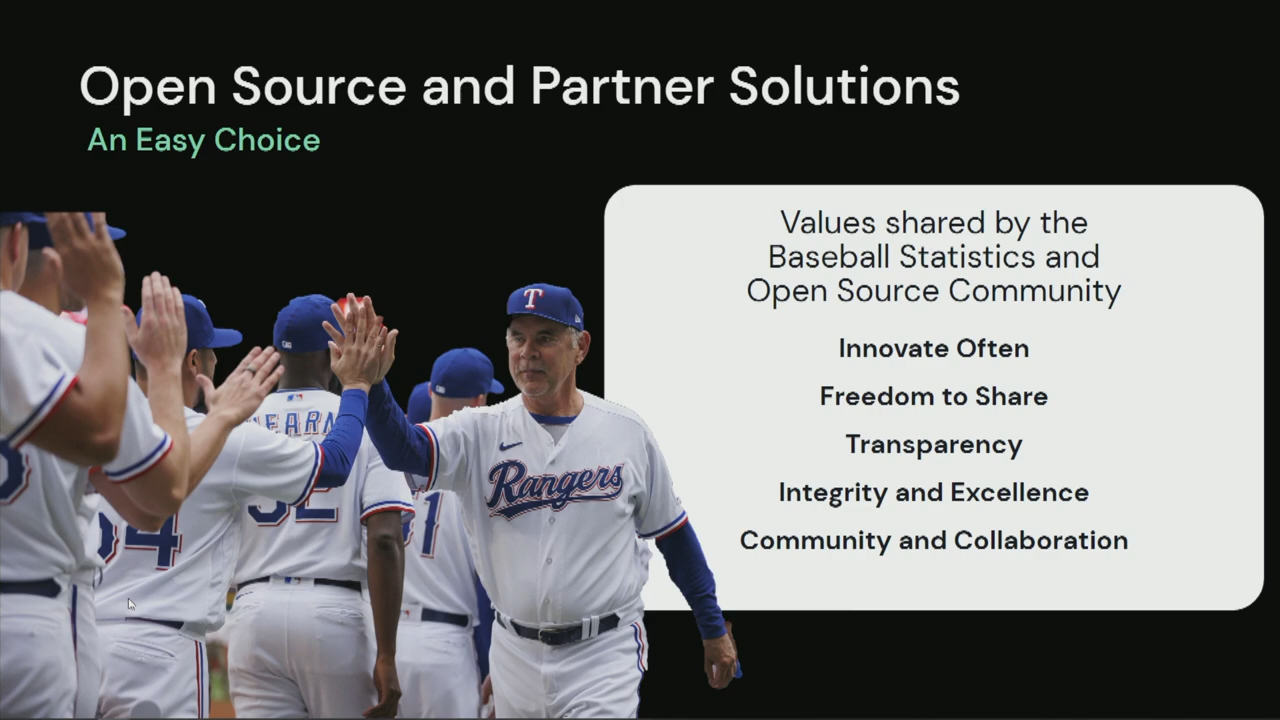 Open Source and Partner Solutions
An Easy Choice
Values shared by the
Baseball Statistics and
Open Source Community
Innovate Often
Freedom to Share
Transparency
Integrity and Excellence
Community and Collaboration
T
Rangers